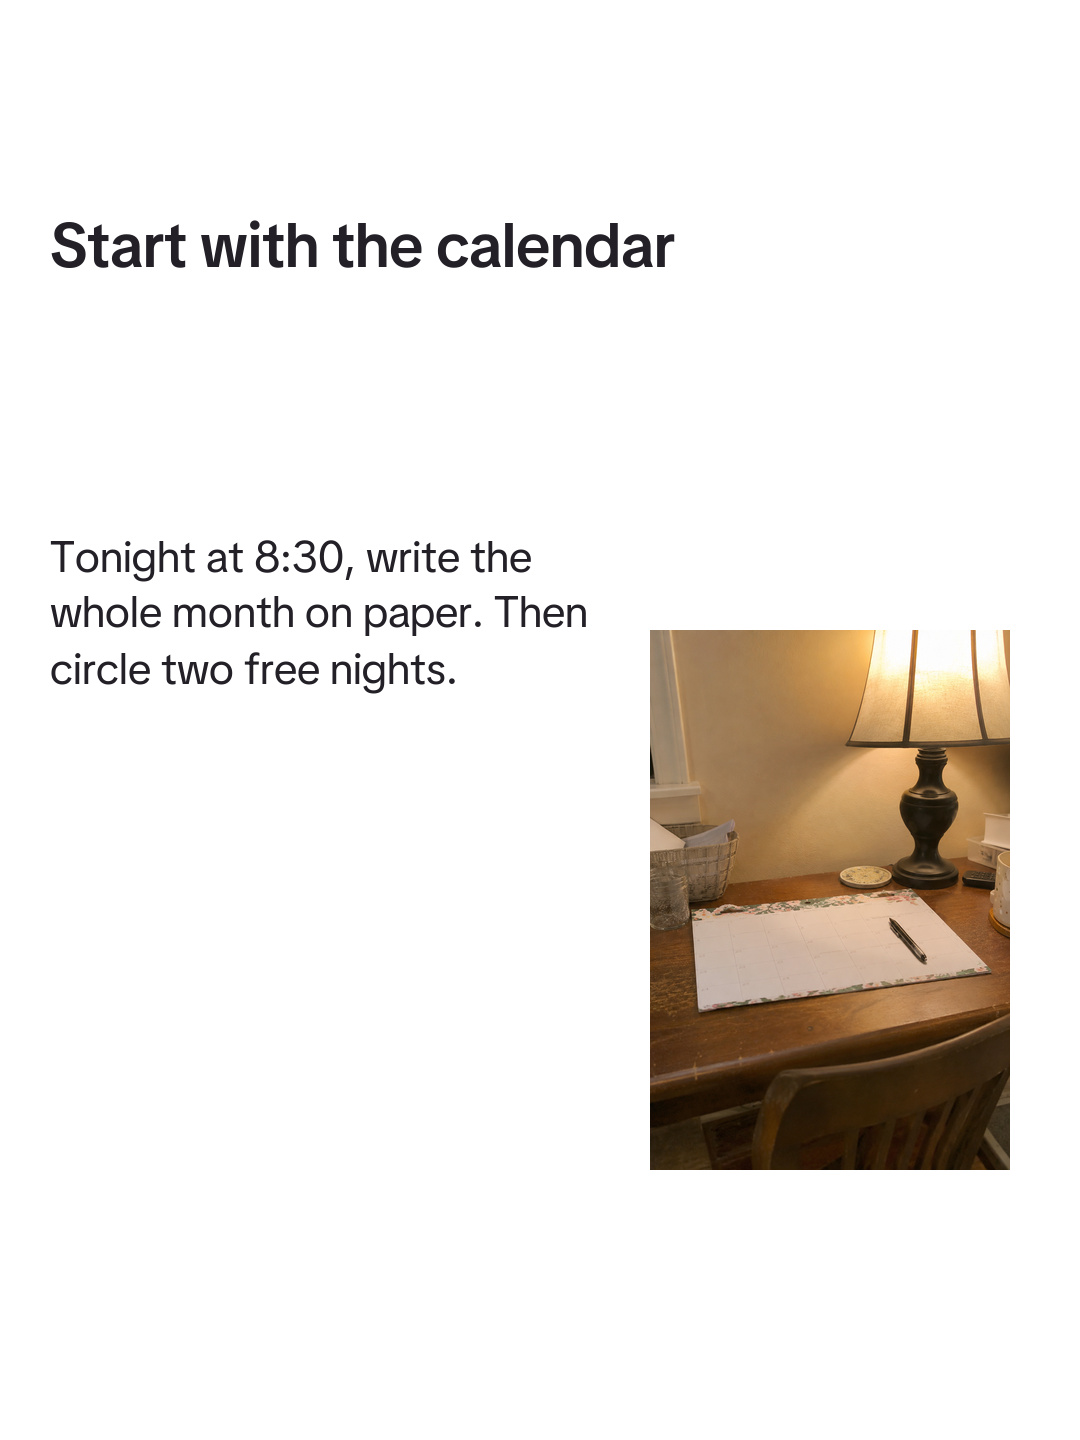 Start with the calendar
Tonight at 8:30, write the
whole month on paper. Then
circle two free nights.